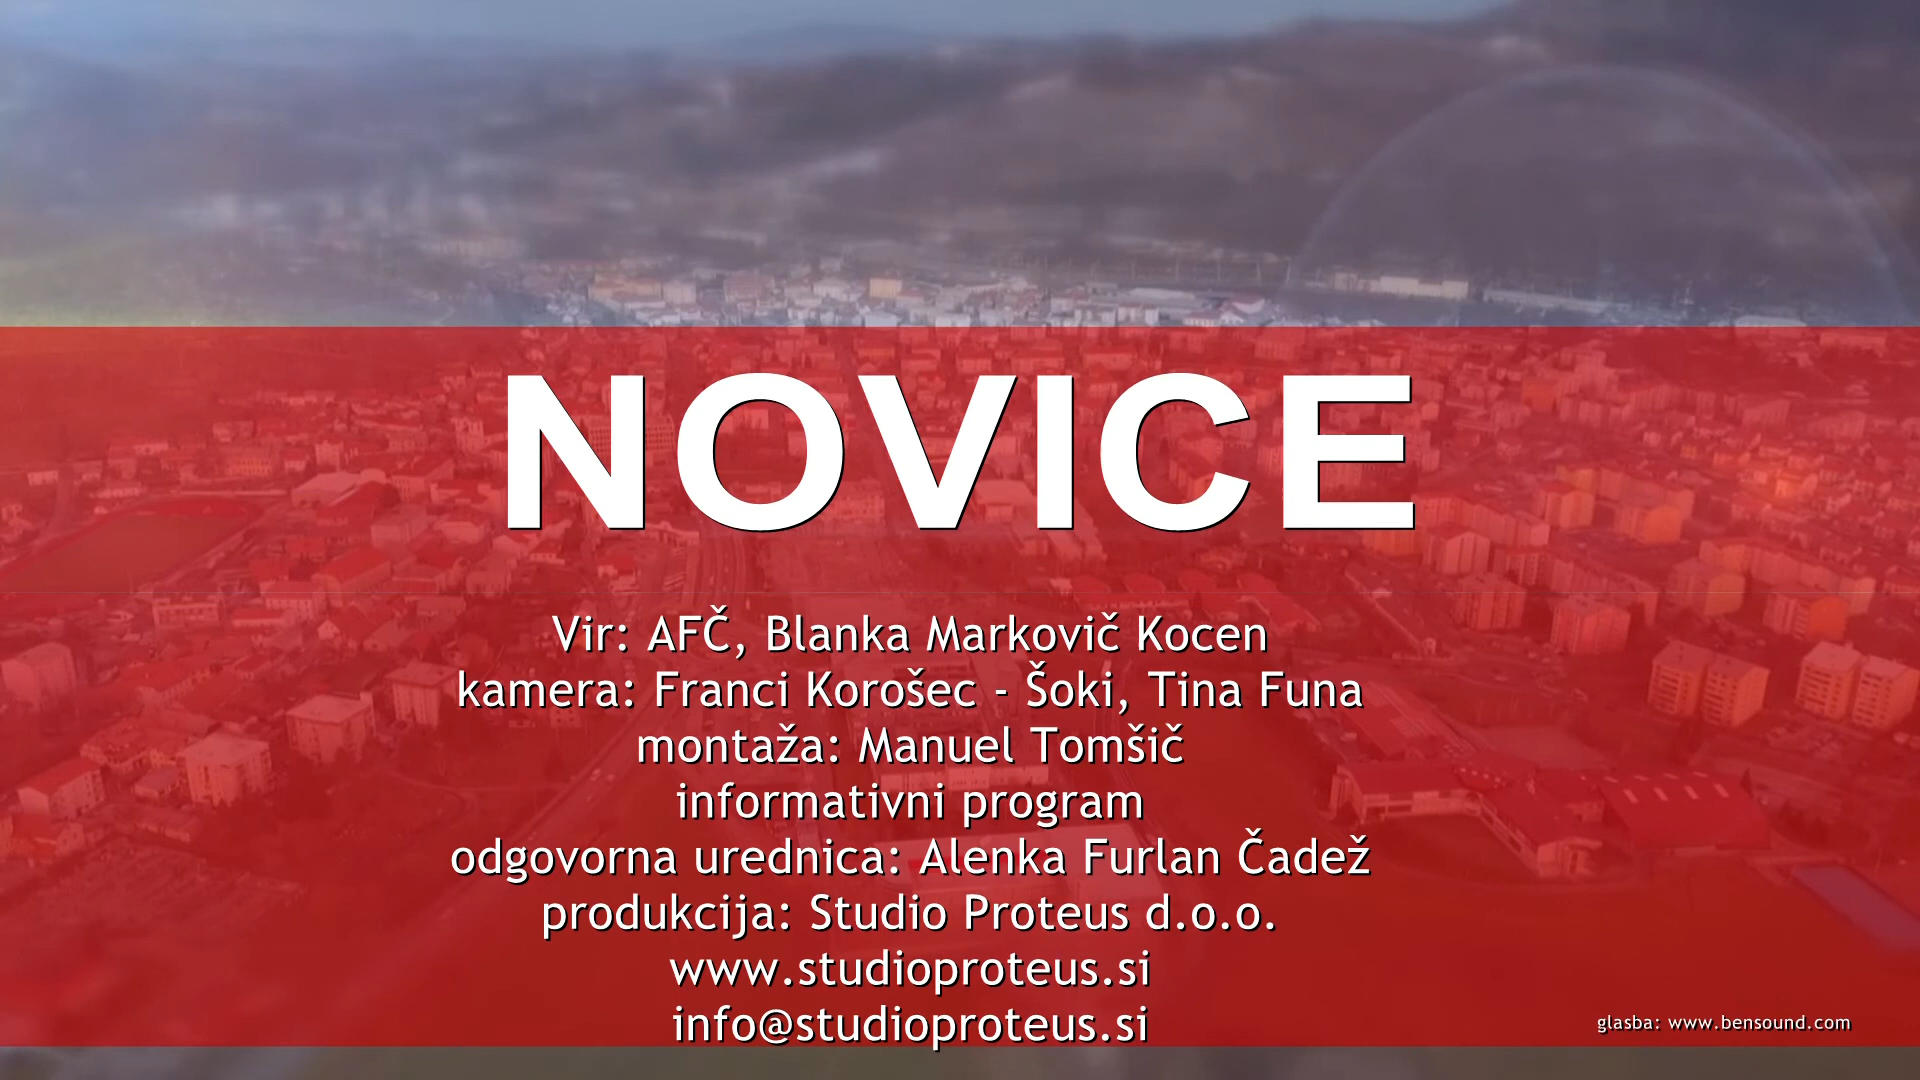 NOVICE
Vir: AFČ, Blanka Markovič Kocen
kamera: Franci Korošec - Šoki, Tina Funa
montaža: Manuel Tomšič
informativni program
odgovorna urednica: Alenka Furlan Čadež
produkcija: Studio Proteus d.o.o.
www.studioproteus.si
info@studioproteus.si
glasba: www.bensound.com